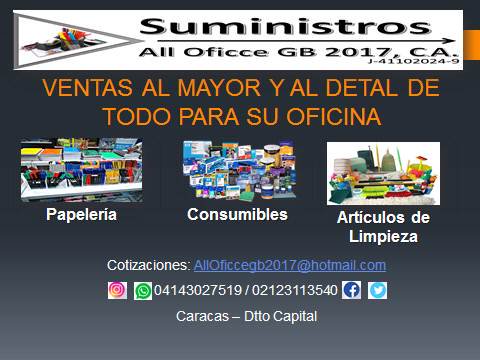 Suministros
All Oficce GB 2017, C.A.
J-41102024-9
VENTAS AL MAYOR Y AL DETAL DE
TODO PARA SU OFICINA
Papelería
Consumibles
Artículos de
Limpieza
Cotizaciones: AllOficcegb2017@hotmail.com
04143027519 / 02123113540
Caracas – Dtto Capital